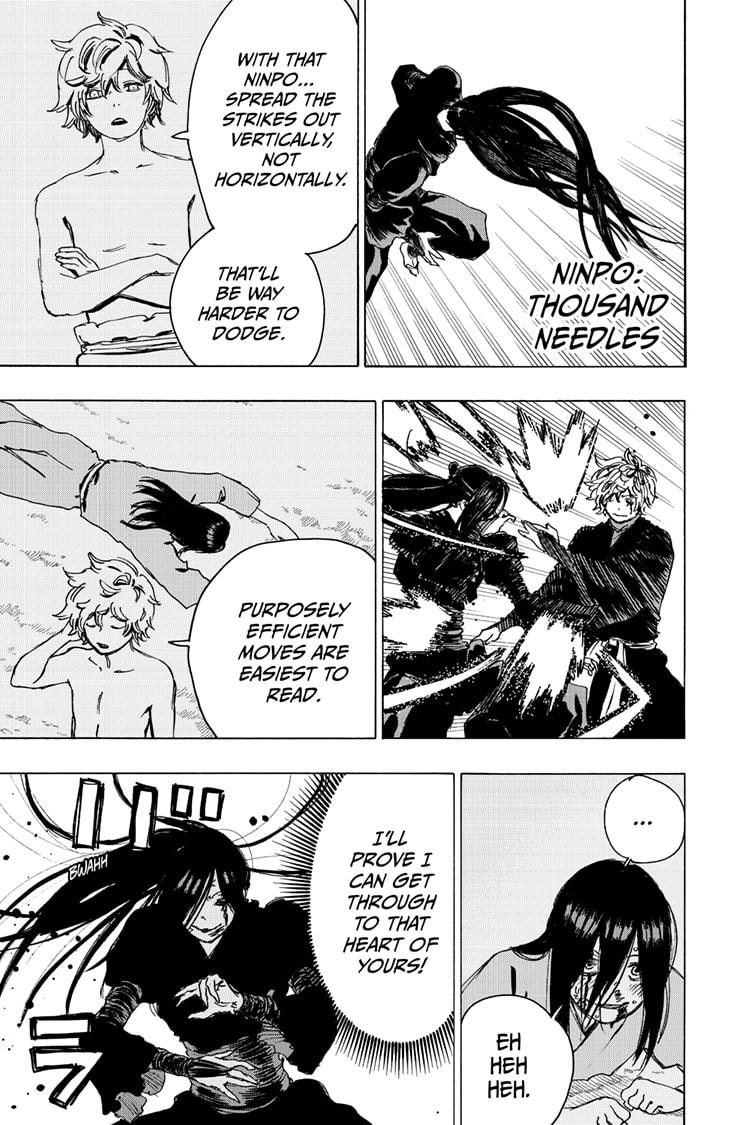 NINPO:
THOUSAND
NEEDLES
WITH THAT
NINPO...
SPREAD THE
STRIKES OUT
VERTICALLY,
NOT
HORIZONTALLY.
THAT'LL
BE WAY
HARDER TO
DODGE.
PURPOSELY
EFFICIENT
MOVES ARE
EASIEST TO
READ.
...
EH
HEH
HEH.
I'LL
PROVE I
CAN GET
THROUGH
TO THAT
HEART OF
YOURS!
BWAHH